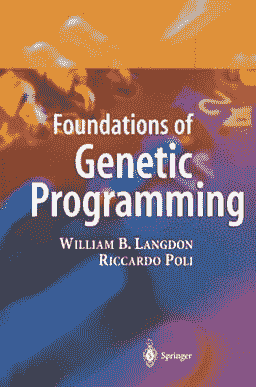 Foundations of
Genetic
Programming
WILLIAM B. LANGDON
RICCARDO POLI
Springer